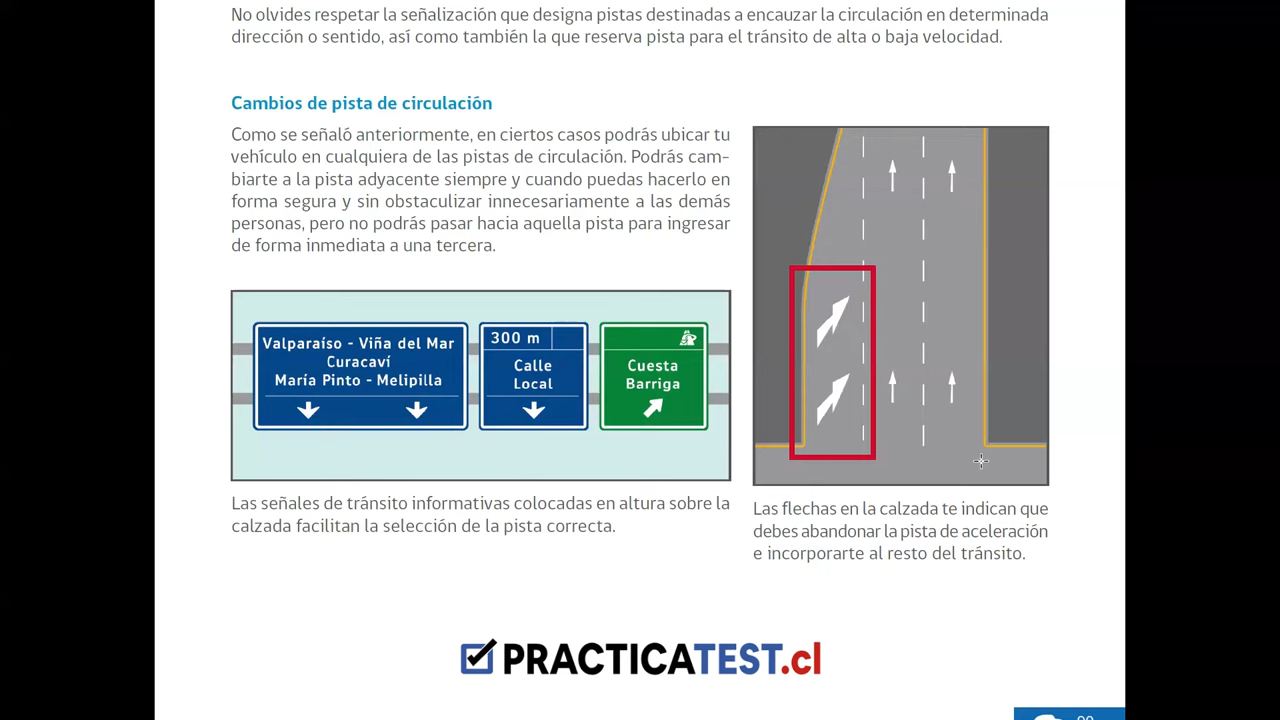 No olvides respetar la señalización que designa pistas destinadas a encauzar la circulación en determinada
dirección o sentido, así como también la que reserva pista para el tránsito de alta o baja velocidad.
Cambios de pista de circulación
Como se señaló anteriormente, en ciertos casos podrás ubicar tu
vehículo en cualquiera de las pistas de circulación. Podrás cam-
biarte a la pista adyacente siempre y cuando puedas hacerlo en
forma segura y sin obstaculizar innecesariamente a las demás
personas, pero no podrás pasar hacia aquella pista para ingresar
de forma inmediata a una tercera.
Valparaíso - Viña del Mar
Curacaví
María Pinto - Melipilla
300 m
Calle
Local
Cuesta
Barriga
Las señales de tránsito informativas colocadas en altura sobre la
calzada facilitan la selección de la pista correcta.
Las flechas en la calzada te indican que
debes abandonar la pista de aceleración
e incorporarte al resto del tránsito.
PRACTICATEST.cl